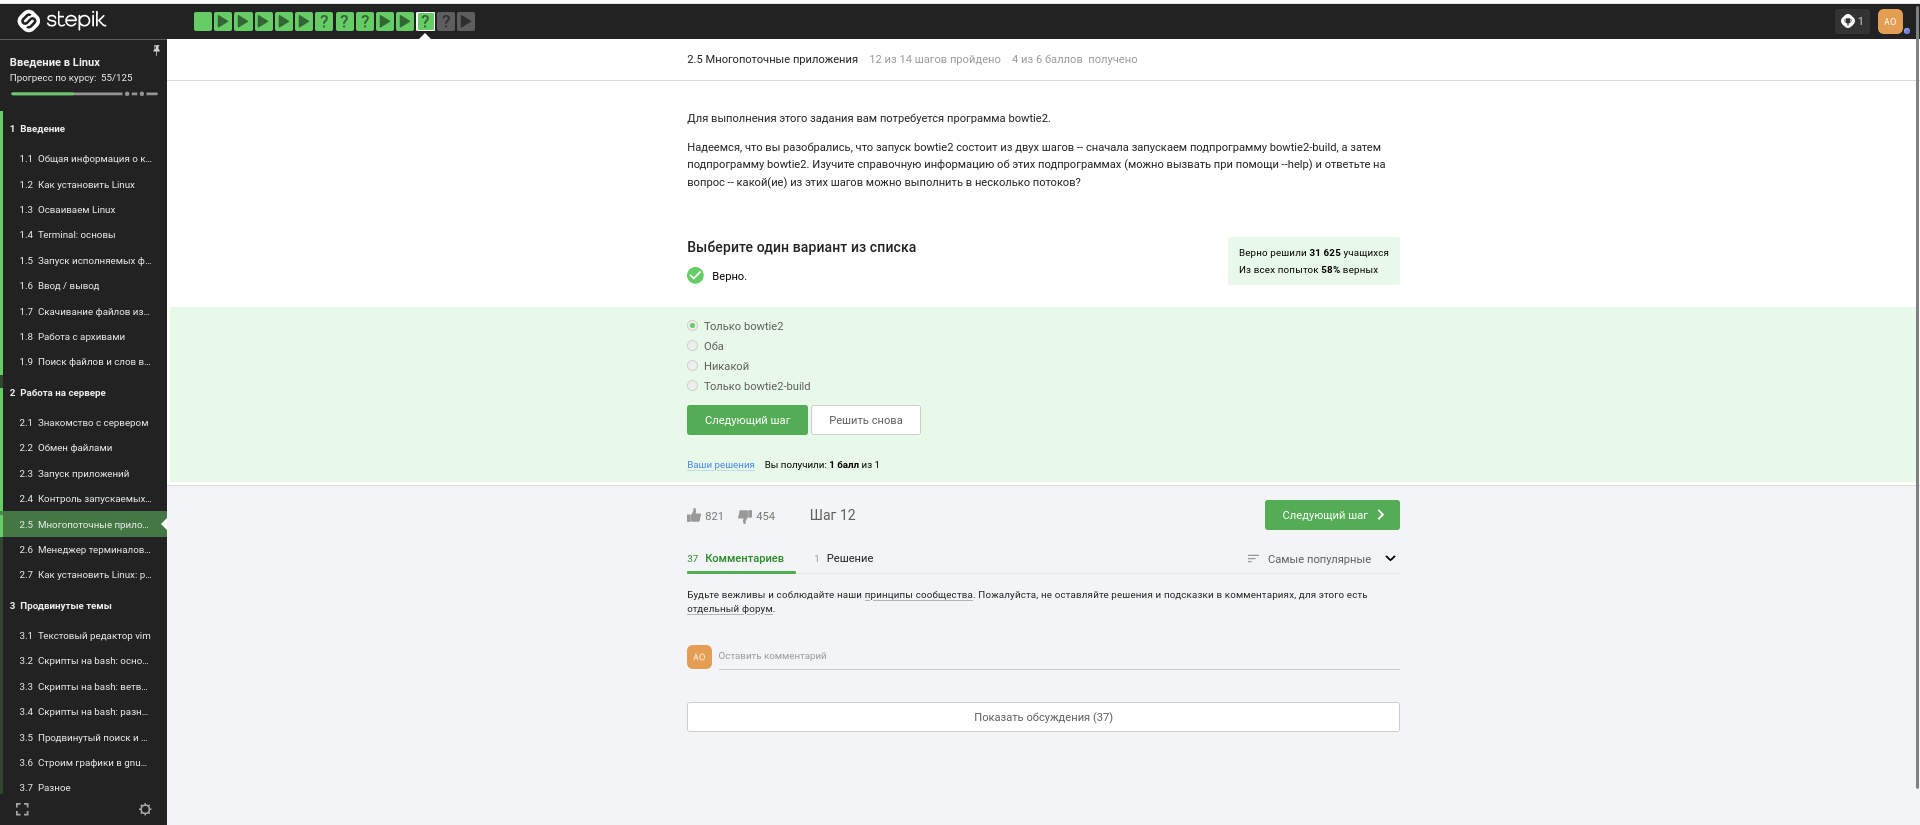 stepik
? ? ? ? ?
1
АО
Введение в Linux
Прогресс по курсу: 55/125
1 Введение
1.1 Общая информация о к...
1.2 Как установить Linux
1.3 Осваиваем Linux
1.4 Terminal: основы
1.5 Запуск исполняемых ф...
1.6 Ввод / вывод
1.7 Скачивание файлов из...
1.8 Работа с архивами
1.9 Поиск файлов и слов в...
2 Работа на сервере
2.1 Знакомство с сервером
2.2 Обмен файлами
2.3 Запуск приложений
2.4 Контроль запускаемых...
2.5 Многопоточные прило...
2.6 Менеджер терминалов...
2.7 Как установить Linux: р...
3 Продвинутые темы
3.1 Текстовый редактор vim
3.2 Скрипты на bash: осно...
3.3 Скрипты на bash: ветв...
3.4 Скрипты на bash: разн...
3.5 Продвинутый поиск и ...
3.6 Строим графики в gnu...
3.7 Разное
2.5 Многопоточные приложения 12 из 14 шагов пройдено 4 из 6 баллов получено
Для выполнения этого задания вам потребуется программа bowtie2.
Надеемся, что вы разобрались, что запуск bowtie2 состоит из двух шагов -- сначала запускаем подпрограмму bowtie2-build, а затем
подпрограмму bowtie2. Изучите справочную информацию об этих подпрограммах (можно вызвать при помощи --help) и ответьте на
вопрос -- какой(ие) из этих шагов можно выполнить в несколько потоков?
Выберите один вариант из списка
Верно.
Верно решили 31 625 учащихся
Из всех попыток 58% верных
Только bowtie2
Оба
Никакой
Только bowtie2-build
Следующий шаг
Решить снова
Ваши решения Вы получили: 1 балл из 1
821 454 Шаг 12
Следующий шаг
37 Комментариев 1 Решение
Самые популярные
Будьте вежливы и соблюдайте наши принципы сообщества. Пожалуйста, не оставляйте решения и подсказки в комментариях, для этого есть
отдельный форум.
АО
Оставить комментарий
Показать обсуждения (37)